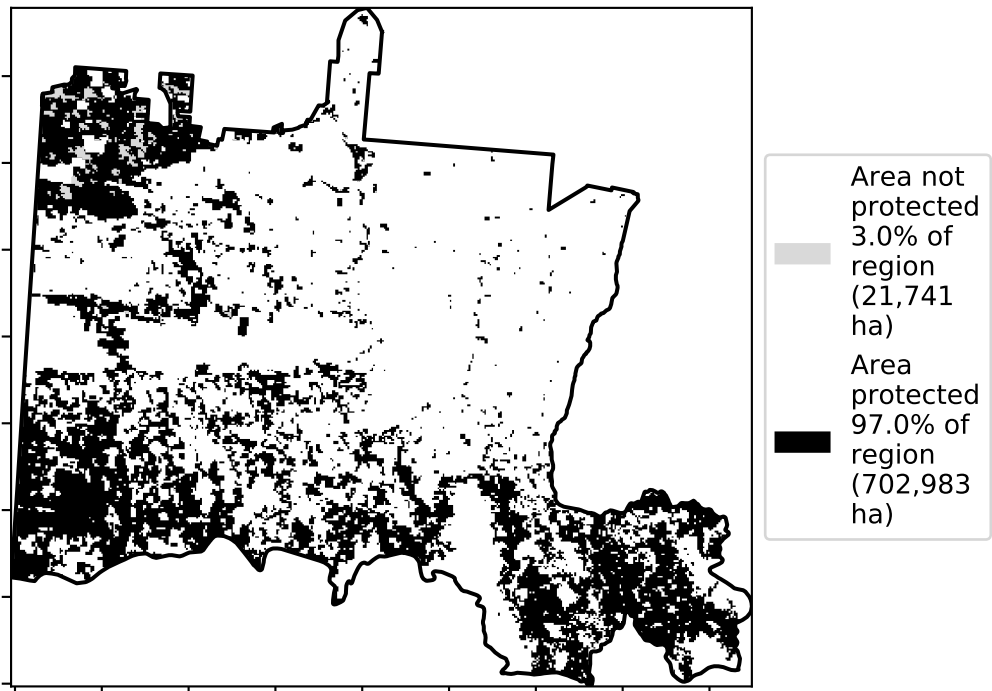 Area not
protected
3.0% of
region
(21,741
ha)
Area
protected
97.0% of
region
(702,983
ha)